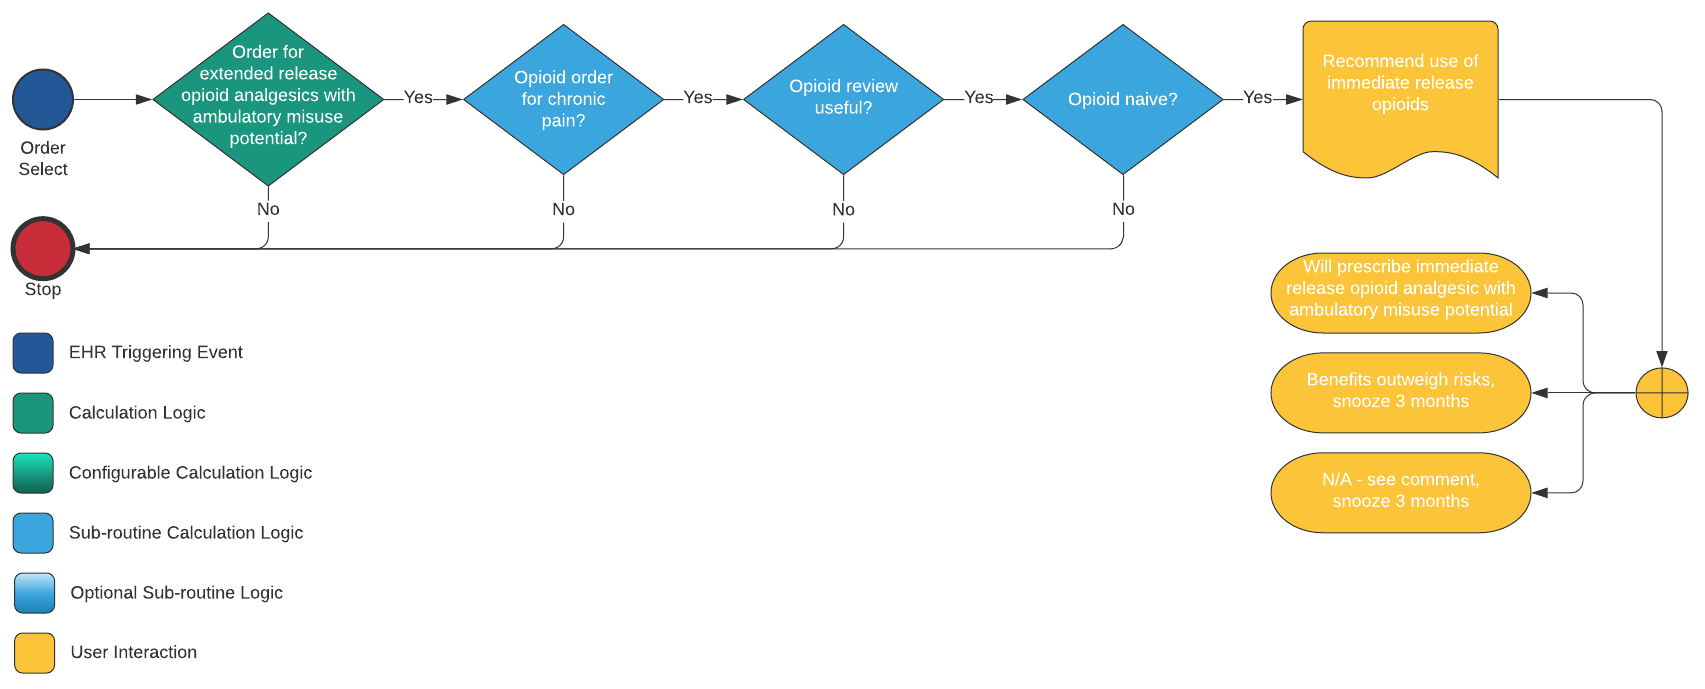 Order
Select
Order for
extended release
opioid analgesics with
ambulatory misuse
potential?
Yes
Opioid order
for chronic
pain?
Yes
Opioid review
useful?
Yes
Opioid naive?
Yes
Recommend use of
immediate release
opioids
No
No
No
No
Stop
Will prescribe immediate
release opioid analgesic with
ambulatory misuse potential
Benefits outweigh risks,
snooze 3 months
N/A - see comment,
snooze 3 months
EHR Triggering Event
Calculation Logic
Configurable Calculation Logic
Sub-routine Calculation Logic
Optional Sub-routine Logic
User Interaction